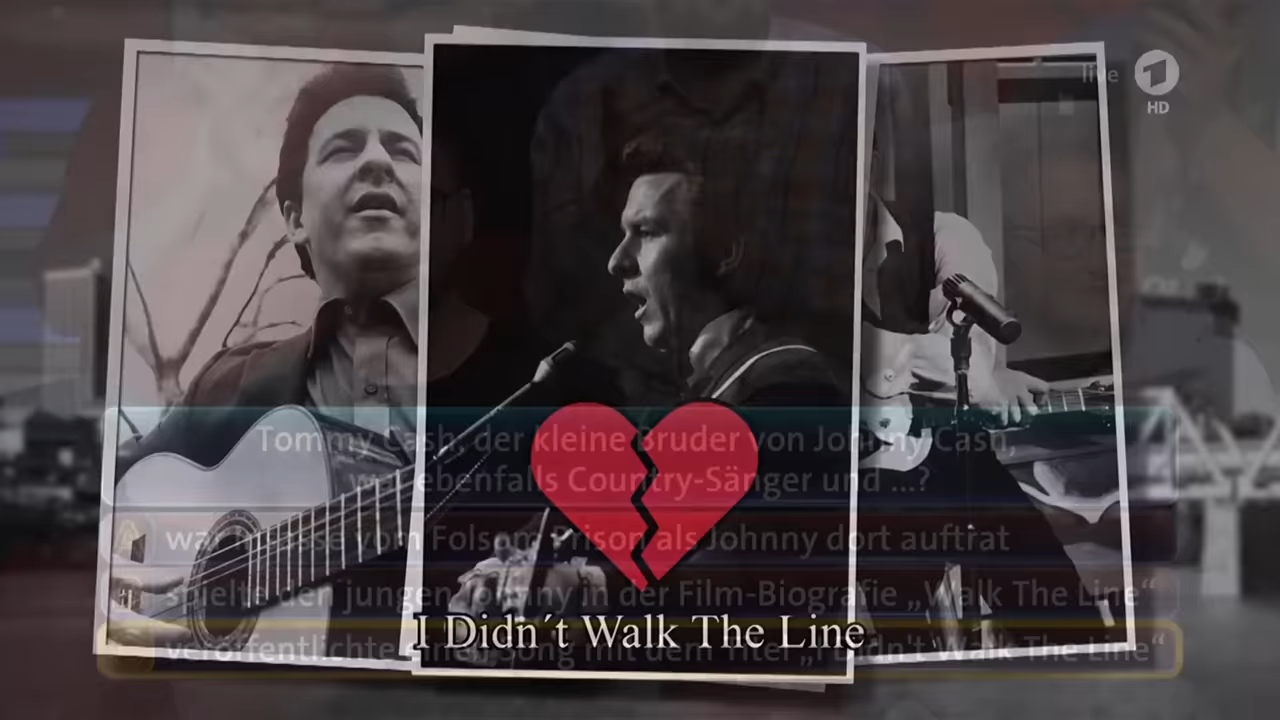 live
1
HD
Tommy Cash, der kleine Bruder von Johnny Cash,
war ebenfalls Country-Sänger und ...?
war Insasse vom Folsom Prison als Johnny dort auftrat
spielte den jungen Johnny in der Film-Biografie „Walk The Line“
I Didn´t Walk The Line
veröffentlichte einen Song mit dem Titel „I Didn't Walk The Line“